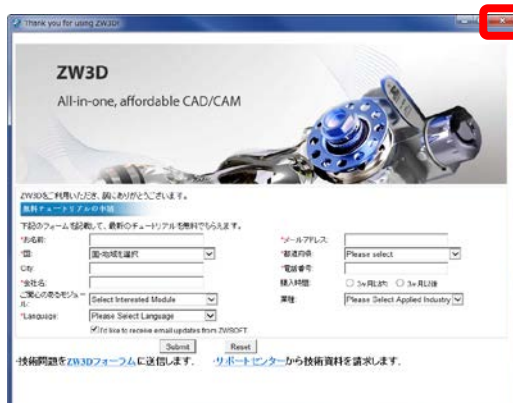 Thank you for using ZW3D!
ZW3D
All-in-one, affordable CAD/CAM
ZW3Dをご利用いただき、誠にありがとうございます。
無料チュートリアルの申請
下記のフォームを記載して、最新のチュートリアルを無料でもらえます。
*お名前: *メールアドレス:
*国: 国・地域を選択 *都道府県: Please select
City: *電話番号:
*会社名: 購入時間: 3ヶ月以内 3ヶ月以後
ご関心のあるモジュール: Select Interested Module 業種: Please Select Applied Industry
*Language: Please Select Language
I'd like to receive email updates from ZWSOFT.
Submit Reset
·技術問題をZW3Dフォーラムに送信します. ·サポートセンターから技術資料を請求します.